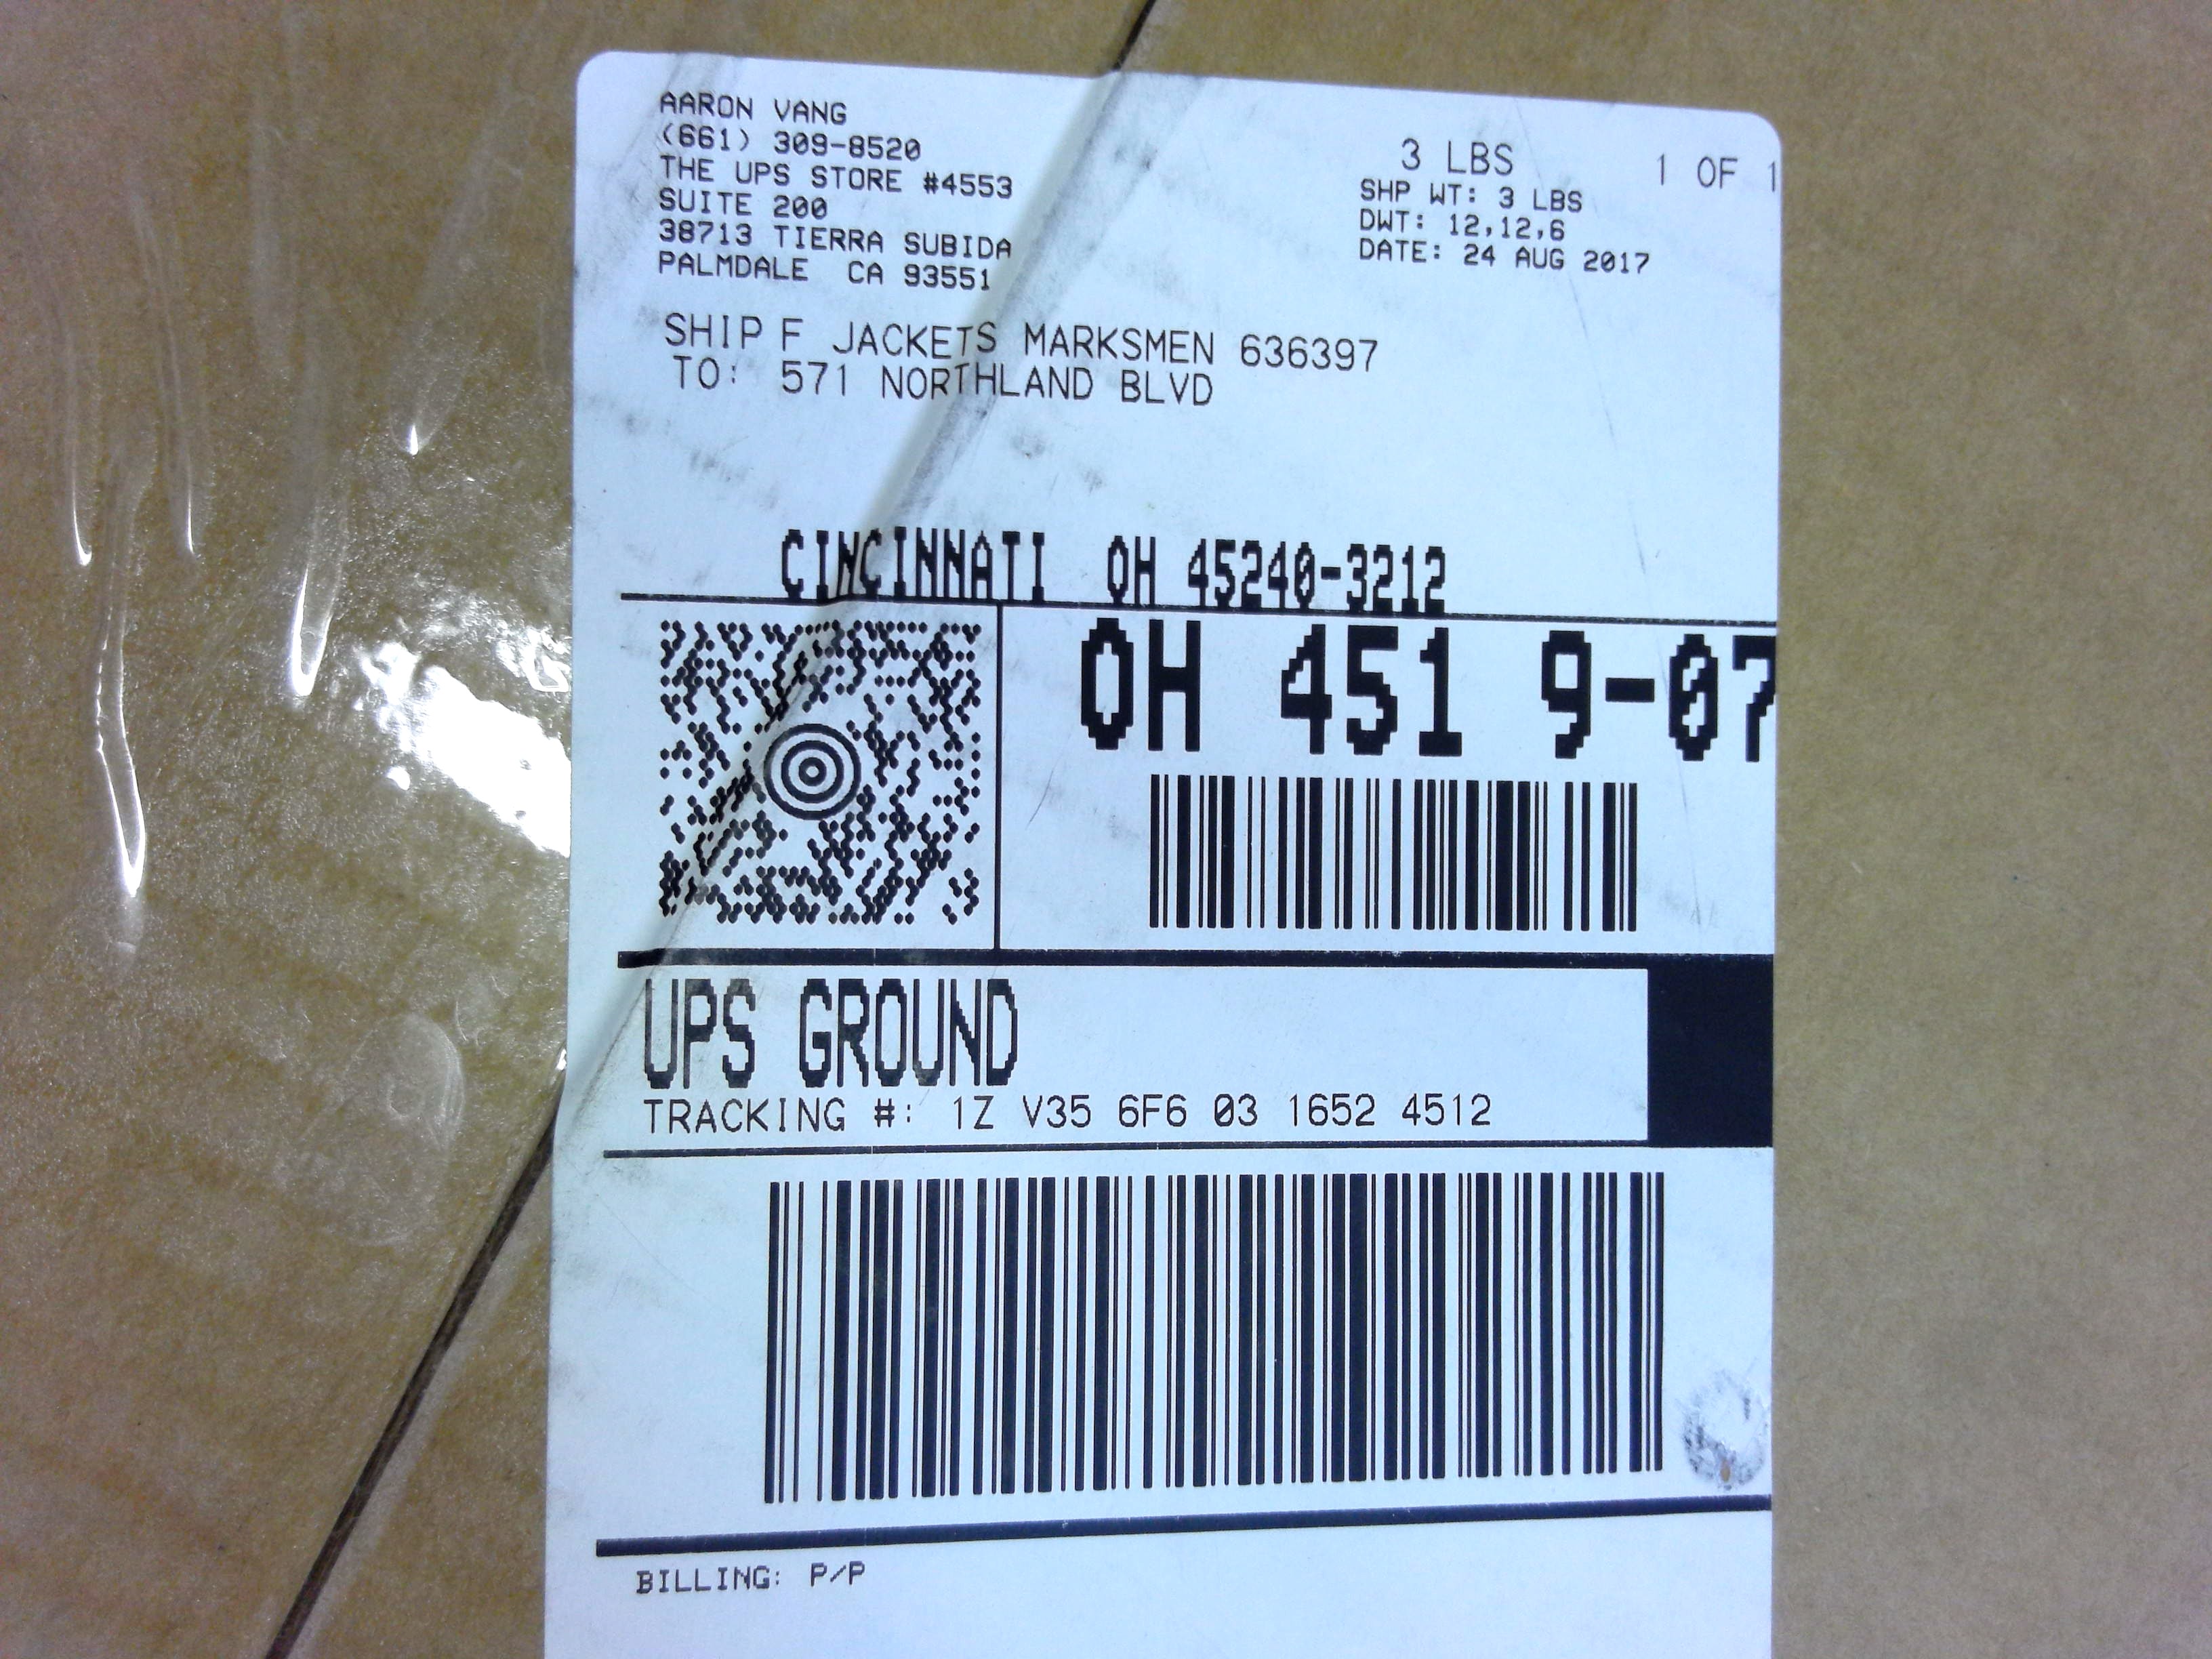 AARON VANG
(661) 309-8520
THE UPS STORE #4553
SUITE 200
38713 TIERRA SUBIDA
PALMDALE CA 93551
3 LBS 1 OF 1
SHP WT: 3 LBS
DWT: 12,12,6
DATE: 24 AUG 2017
SHIP F JACKETS MARKSMEN 636397
TO: 571 NORTHLAND BLVD
CINCINNATI OH 45240-3212
OH 451 9-07
UPS GROUND
TRACKING #: 1Z V35 6F6 03 1652 4512
BILLING: P/P